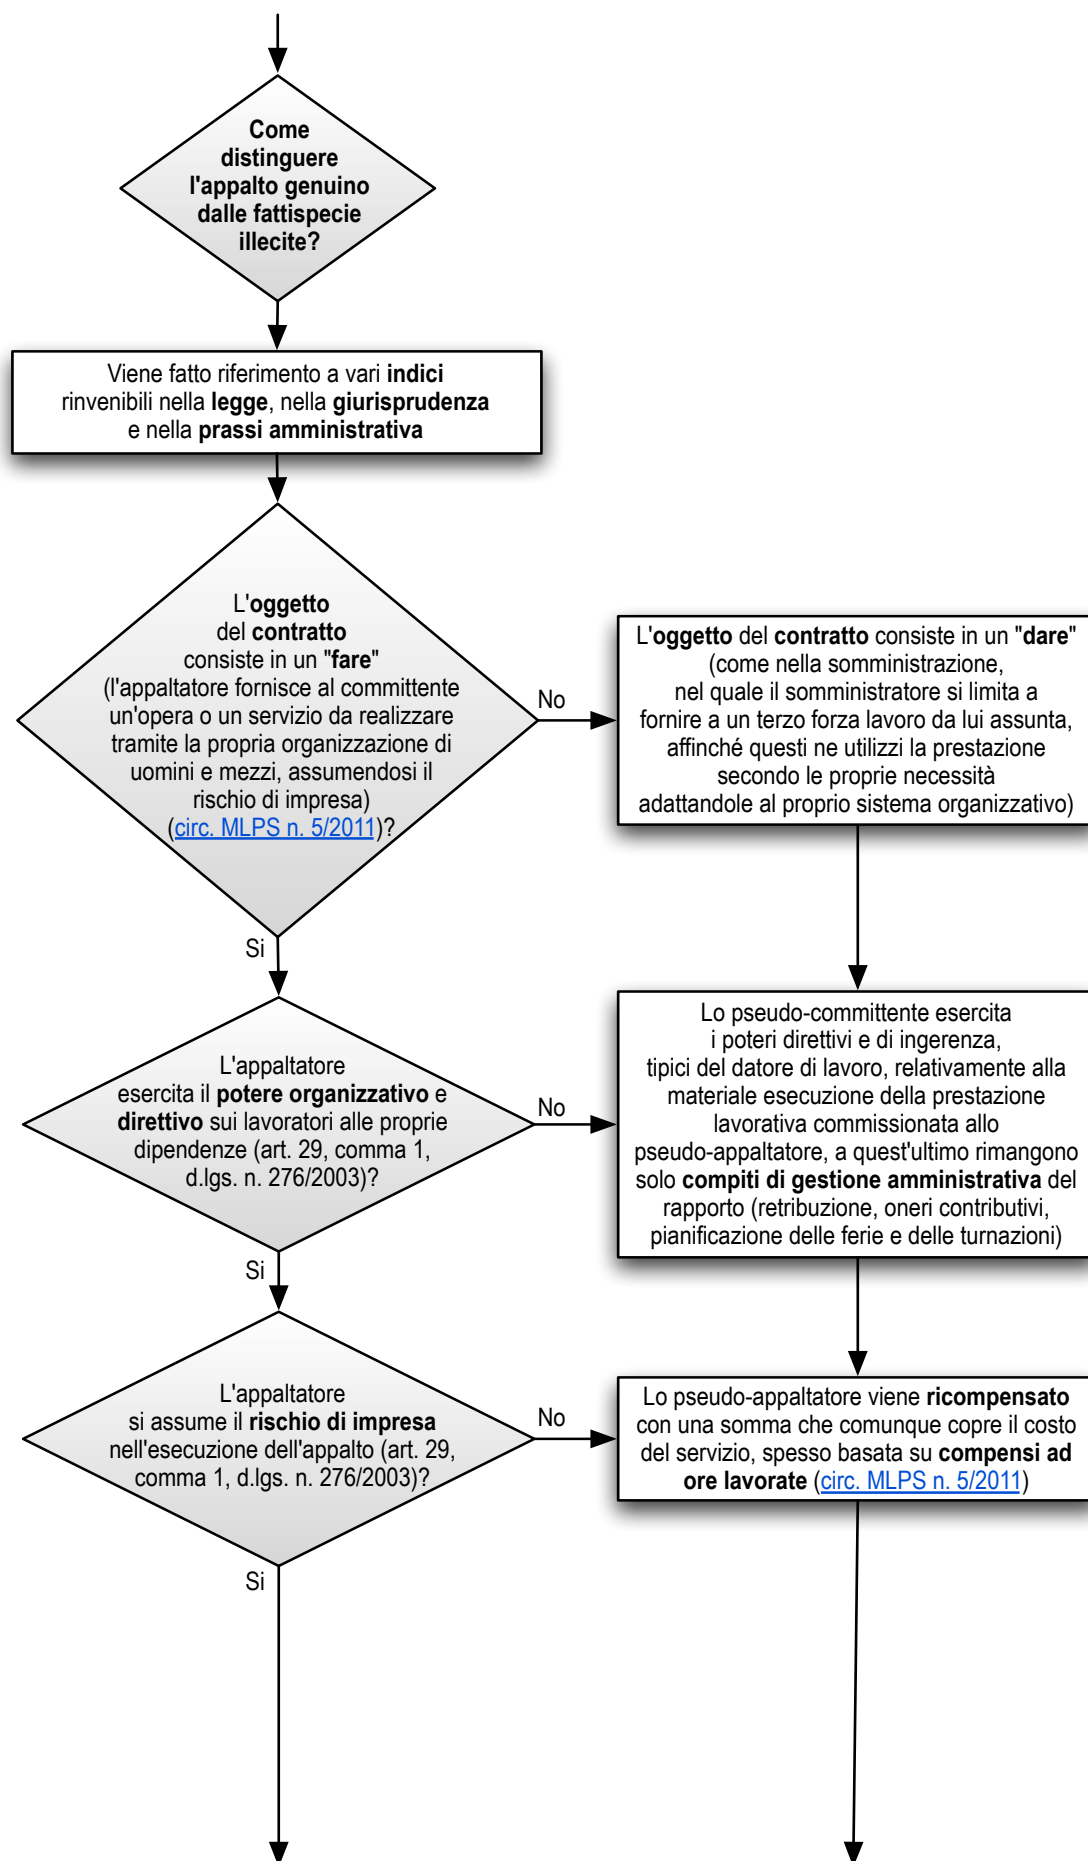 Come
distinguere
l'appalto genuino
dalle fattispecie
illecite?
Viene fatto riferimento a vari indici
rinvenibili nella legge, nella giurisprudenza
e nella prassi amministrativa
L'oggetto
del contratto
consiste in un "fare"
(l'appaltatore fornisce al committente
un'opera o un servizio da realizzare
tramite la propria organizzazione di
uomini e mezzi, assumendosi il
rischio di impresa)
(circ. MLPS n. 5/2011)?
No
L'oggetto del contratto consiste in un "dare"
(come nella somministrazione,
nel quale il somministratore si limita a
fornire a un terzo forza lavoro da lui assunta,
affinché questi ne utilizzi la prestazione
secondo le proprie necessità
adattandole al proprio sistema organizzativo)
Si
L'appaltatore
esercita il potere organizzativo e
direttivo sui lavoratori alle proprie
dipendenze (art. 29, comma 1,
d.lgs. n. 276/2003)?
No
Lo pseudo-committente esercita
i poteri direttivi e di ingerenza,
tipici del datore di lavoro, relativamente alla
materiale esecuzione della prestazione
lavorativa commissionata allo
pseudo-appaltatore, a quest'ultimo rimangono
solo compiti di gestione amministrativa del
rapporto (retribuzione, oneri contributivi,
pianificazione delle ferie e delle turnazioni)
Si
L'appaltatore
si assume il rischio di impresa
nell'esecuzione dell'appalto (art. 29,
comma 1, d.lgs. n. 276/2003)?
No
Lo pseudo-appaltatore viene ricompensato
con una somma che comunque copre il costo
del servizio, spesso basata su compensi ad
ore lavorate (circ. MLPS n. 5/2011)
Si